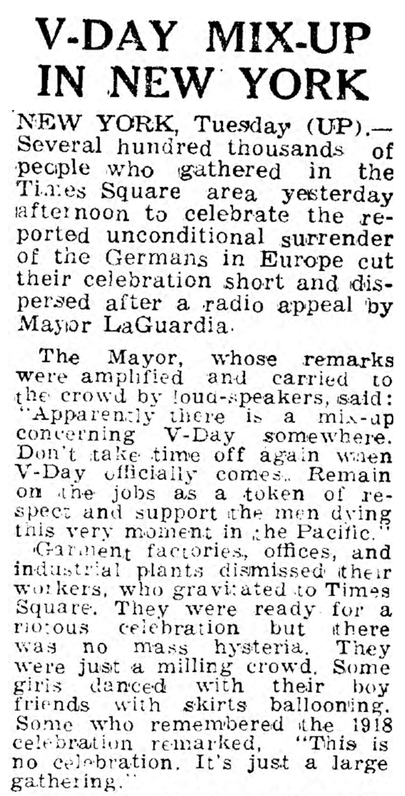 V-DAY MIX-UP
IN NEW YORK
NEW YORK, Tuesday (UP).—
Several hundred thousands of
people who gathered in the
Times Square area yesterday
afternoon to celebrate the re-
ported unconditional surrender
of the Germans in Europe cut
their celebration short and dis-
persed after a radio appeal by
Mayor LaGuardia.
The Mayor, whose remarks
were amplified and carried to
the crowd by loud-speakers, said:
"Apparently there is a mix-up
concerning V-Day somewhere.
Don't take time off again when
V-Day officially comes. Remain
on the jobs as a token of re-
spect and support the men dying
this very moment in the Pacific."
Garment factories, offices, and
industrial plants dismissed their
workers, who gravitated to Times
Square. They were ready for a
riotous celebration but there
was no mass hysteria. They
were just a milling crowd. Some
girls danced with their boy
friends with skirts ballooning.
Some who remembered the 1918
celebration remarked, "This is
no celebration. It's just a large
gathering."